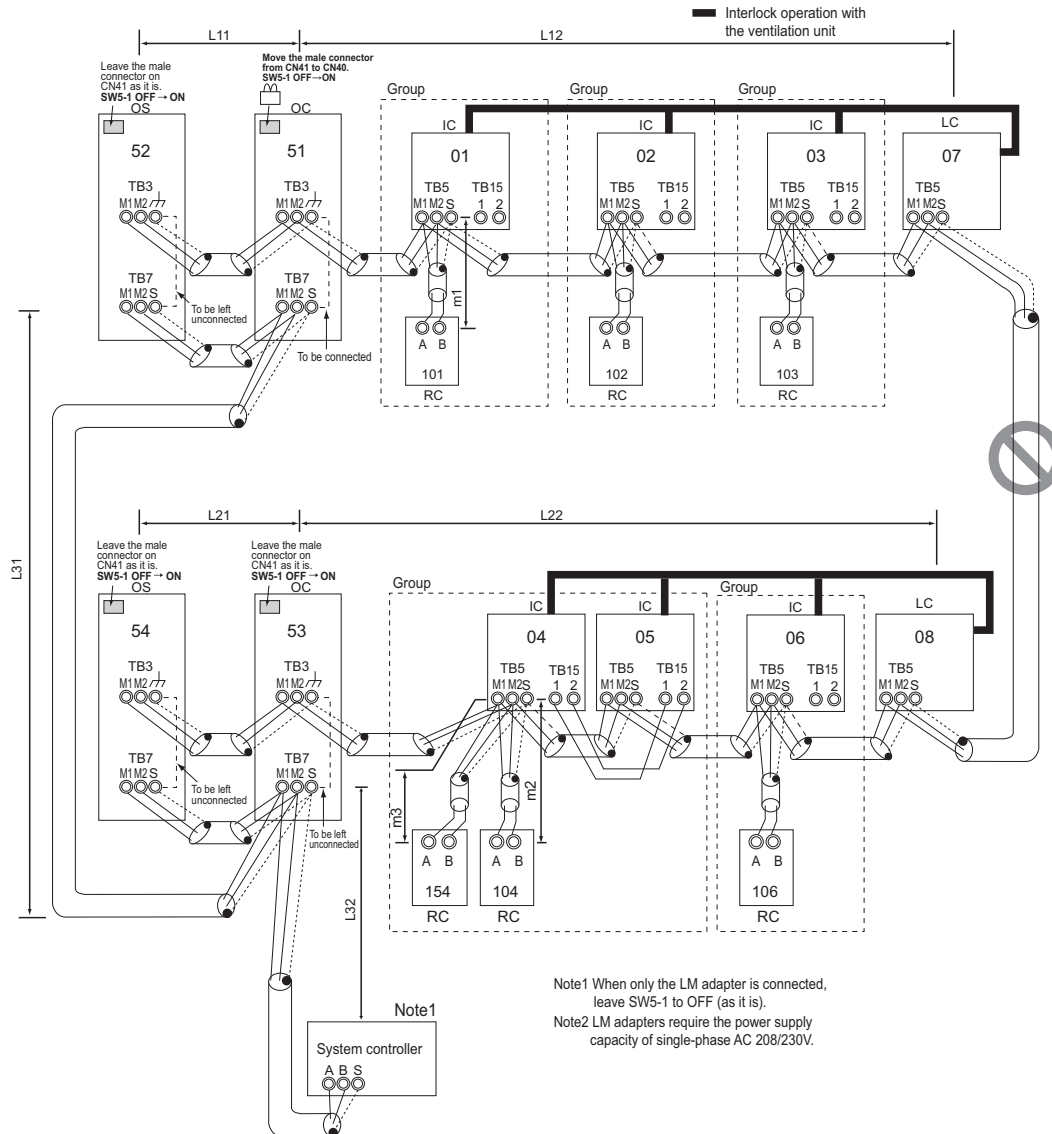 Interlock operation with
the ventilation unit
L11
L12
Leave the male
connector on
CN41 as it is.
SW5-1 OFF → ON
OS
Move the male connector
from CN41 to CN40.
SW5-1 OFF→ON
OC
Group
Group
Group
IC
IC
IC
LC
52
51
01
02
03
07
TB3
TB3
TB5
TB15
TB5
TB15
TB5
TB15
TB5
M1 M2
M1 M2
M1 M2 S
1 2
M1 M2 S
1 2
M1 M2 S
1 2
M1 M2 S
m1
TB7
TB7
M1 M2 S
M1 M2 S
To be left
unconnected
To be connected
A B
A B
A B
101
102
103
RC
RC
RC
L31
L21
L22
Leave the male
connector on
CN41 as it is.
SW5-1 OFF → ON
OS
Leave the male
connector on
CN41 as it is.
SW5-1 OFF → ON
OC
Group
Group
IC
IC
IC
LC
54
53
04
05
06
08
TB3
TB3
TB5
TB15
TB5
TB15
TB5
TB15
TB5
M1 M2
M1 M2
M1 M2 S
1 2
M1 M2 S
1 2
M1 M2 S
1 2
M1 M2 S
TB7
TB7
M1 M2 S
M1 M2 S
To be left
unconnected
To be left
unconnected
m3
m2
A B
A B
A B
154
104
106
RC
RC
RC
L32
Note1
System controller
A B S
Note1 When only the LM adapter is connected,
leave SW5-1 to OFF (as it is).
Note2 LM adapters require the power supply
capacity of single-phase AC 208/230V.